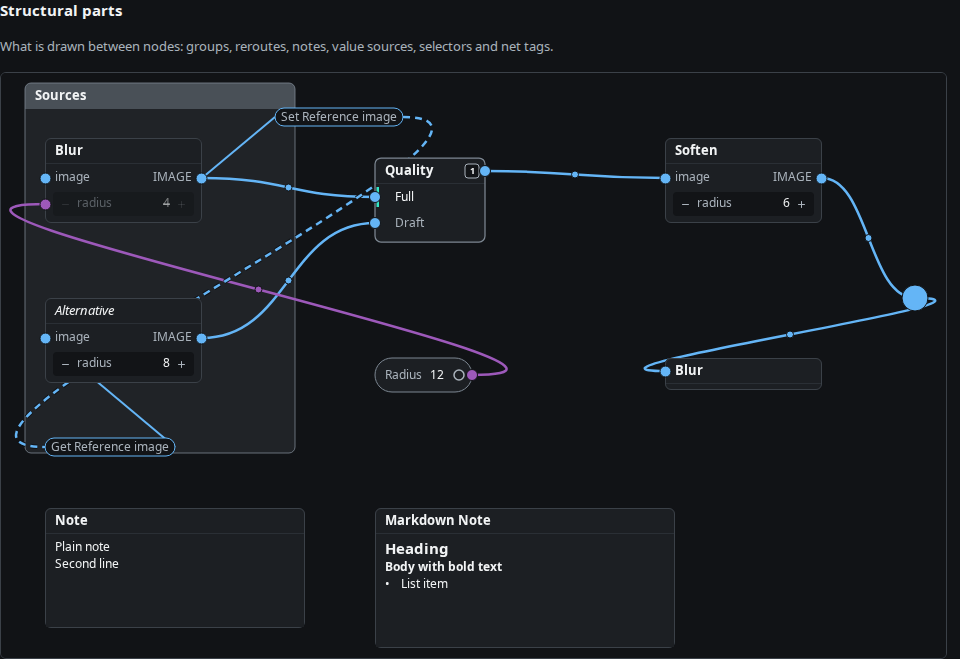 Structural parts
What is drawn between nodes: groups, reroutes, notes, value sources, selectors and net tags.
Sources
Set Reference image
Blur
image IMAGE
− radius 4 +
Quality 1
Full
Draft
Soften
image IMAGE
− radius 6 +
Alternative
image IMAGE
− radius 8 +
Radius 12
Blur
Get Reference image
Note
Plain note
Second line
Markdown Note
Heading
Body with bold text
• List item